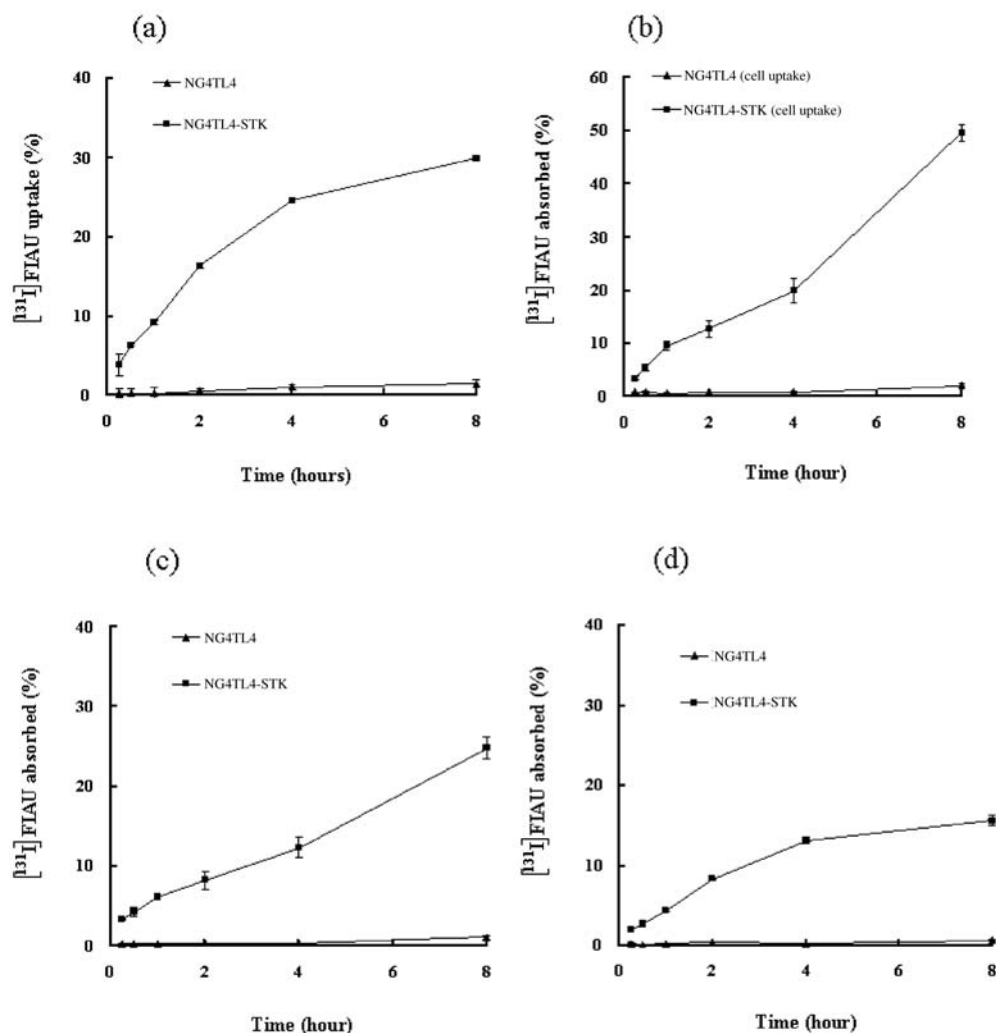 (a)
NG4TL4
NG4TL4-STK
[131I]FIAU uptake (%)
40
30
20
10
0
0 2 4 6 8
Time (hours)
(b)
NG4TL4 (cell uptake)
NG4TL4-STK (cell uptake)
[131I]FIAU absorbed (%)
60
50
40
30
20
10
0
0 2 4 6 8
Time (hour)
(c)
NG4TL4
NG4TL4-STK
[131I]FIAU absorbed (%)
40
30
20
10
0
0 2 4 6 8
Time (hour)
(d)
NG4TL4
NG4TL4-STK
[131I]FIAU absorbed (%)
40
30
20
10
0
0 2 4 6 8
Time (hour)